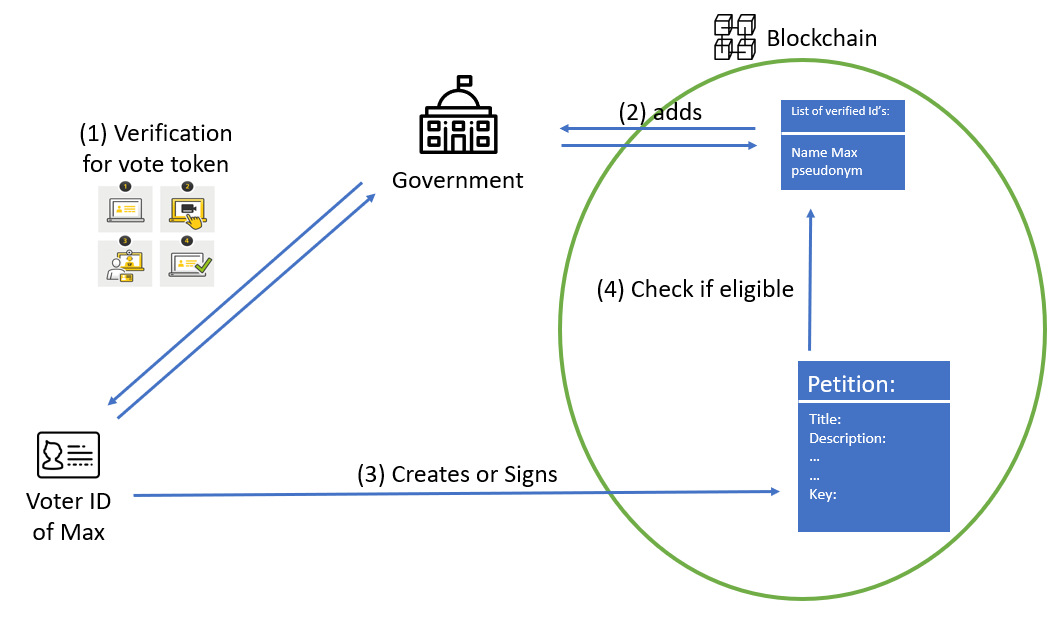 Blockchain
(1) Verification
for vote token
1
2
3
4
Government
(2) adds
List of verified Id's:
Name Max
pseudonym
(4) Check if eligible
Petition:
Title:
Description:
...
...
Key:
(3) Creates or Signs
Voter ID
of Max